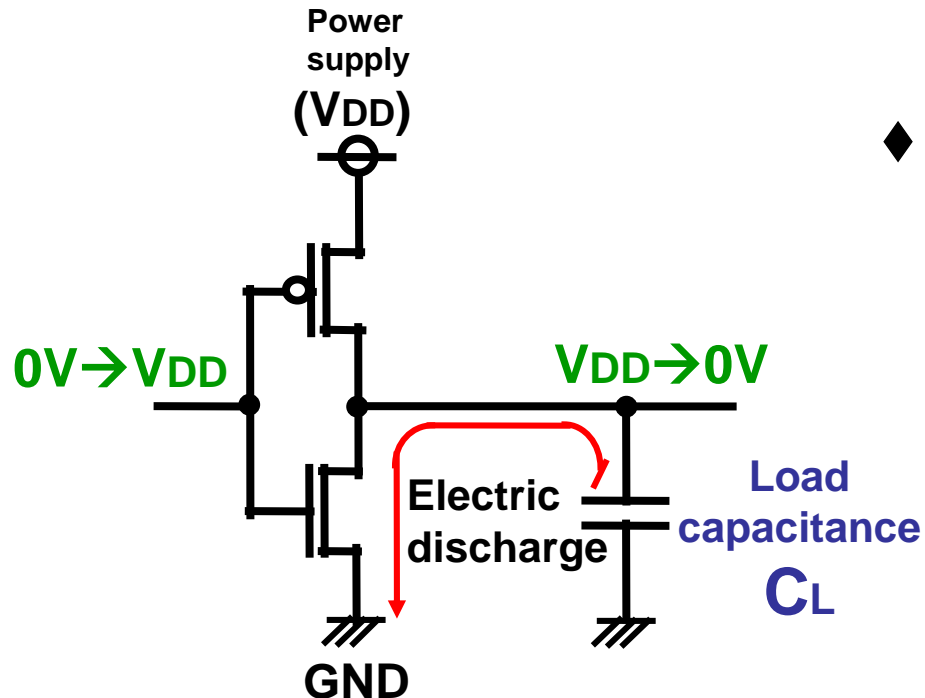 Power
supply
(VDD)
0V→VDD
VDD→0V
Electric
discharge
Load
capacitance
CL
GND